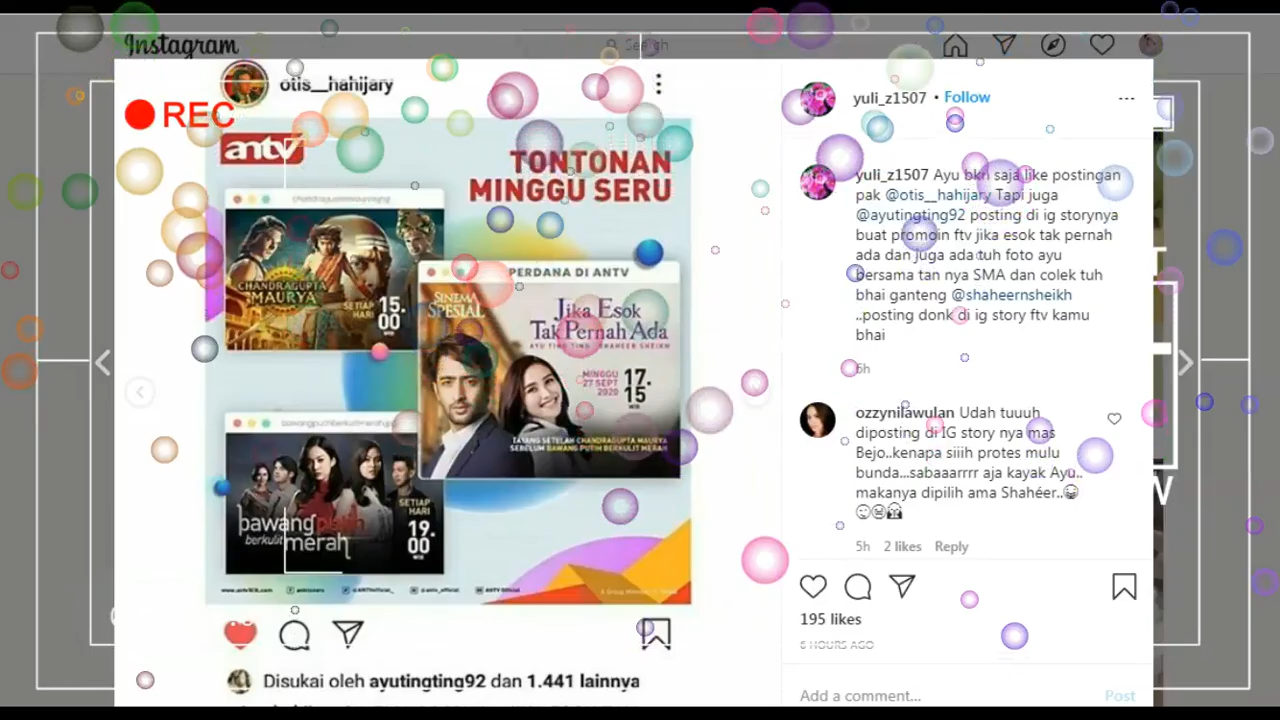 Instagram
Search
otis__hahijary
REC
antv
TONTONAN
MINGGU SERU
CHANDRAGUPTA
MAURYA
SETIAP
HARI
15.
00
WIB
PERDANA DI ANTV
SINEMA
SPESIAL
Jika Esok
Tak Pernah Ada
AYU TING TING · SHAHEER SHEIKH
MINGGU
27 SEPT
2020
17.
15
WIB
TAYANG SETELAH CHANDRAGUPTA MAURYA
SEBELUM BAWANG PUTIH BERKULIT MERAH
bawang putih
berkulit
merah
SETIAP
HARI
19.
00
WIB
Disukai oleh ayutingting92 dan 1.441 lainnya
yuli_z1507 • Follow
yuli_z1507 Ayu bkn saja like postingan
pak @otis__hahijary Tapi juga
@ayutingting92 posting di ig storynya
buat promoin ftv jika esok tak pernah
ada dan juga ada tuh foto ayu
bersama tan nya SMA dan colek tuh
bhai ganteng @shaheernsheikh
..posting donk di ig story ftv kamu
bhai
6h
ozzynilawulan Udah tuuuh
diposting di IG story nya mas
Bejo..kenapa siiih protes mulu
bunda...sabaaarrrr aja kayak Ayu..
makanya dipilih ama Shahéer..
5h 2 likes Reply
195 likes
6 HOURS AGO
Add a comment... Post